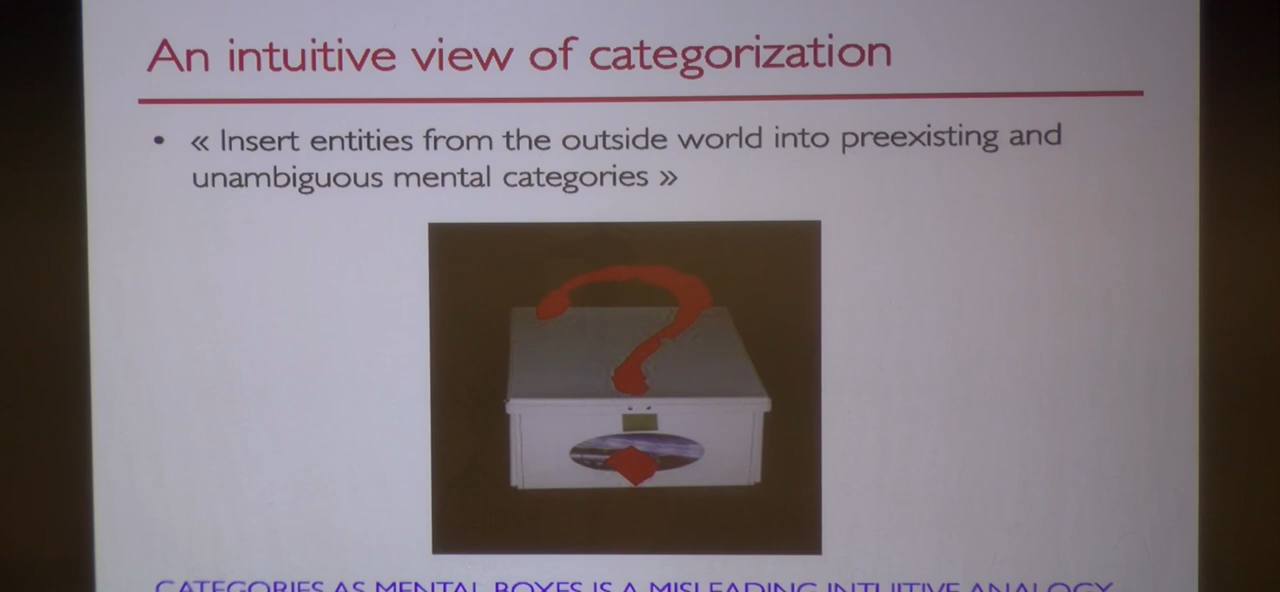 An intuitive view of categorization
• « Insert entities from the outside world into preexisting and
unambiguous mental categories »
CATEGORIES AS MENTAL BOXES IS A MISLEADING INTUITIVE ANALOGY